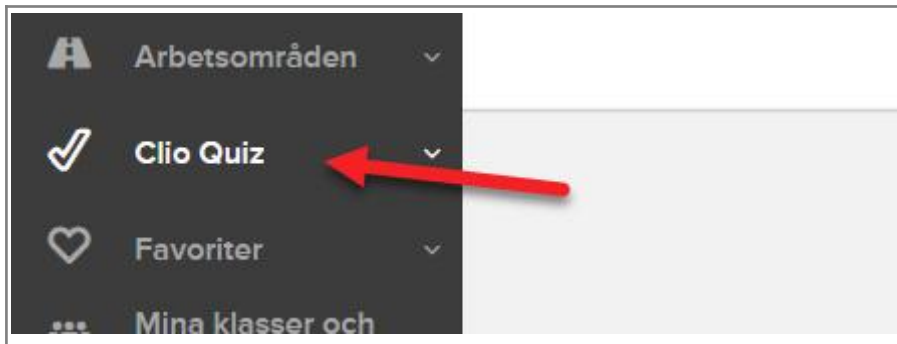 Arbetsområden
Clio Quiz
Favoriter
Mina klasser och